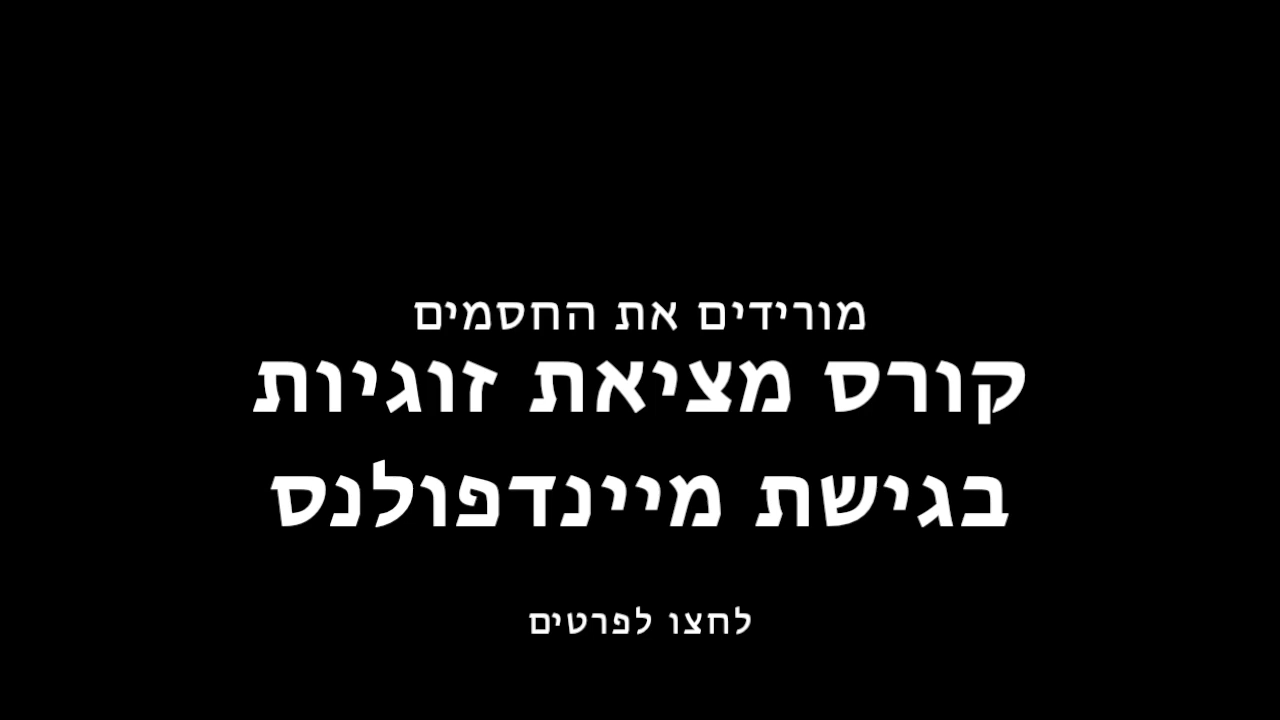 מורידים את החסמים
קורס מציאת זוגיות
בגישת מיינדפולנס
לחצו לפרטים